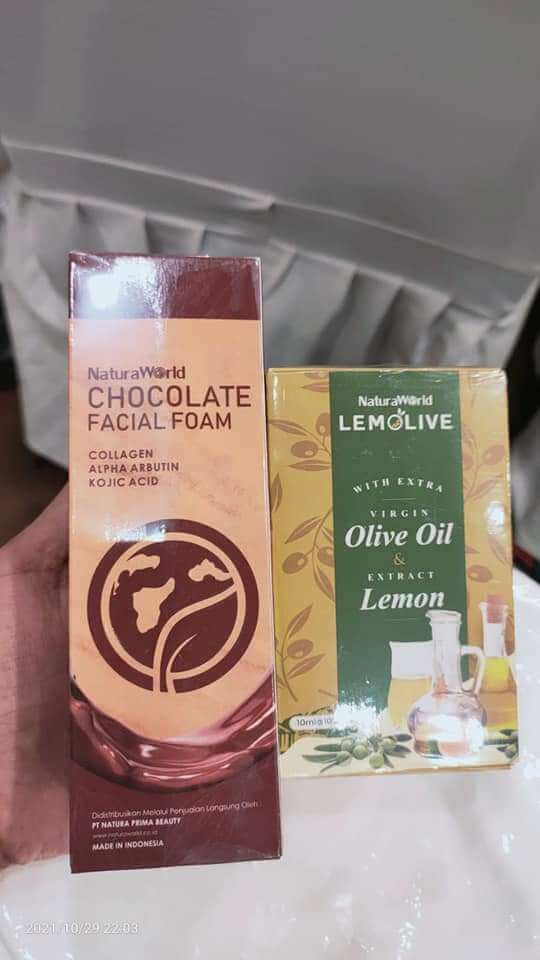 NaturaWorld
CHOCOLATE
FACIAL FOAM
COLLAGEN
ALPHA ARBUTIN
KOJIC ACID
Didistribusikan Melalui Penjualan Langsung Oleh :
PT NATURA PRIMA BEAUTY
www.naturaworld.co.id
MADE IN INDONESIA
NaturaWorld
LEMOLIVE
WITH EXTRA
VIRGIN
Olive Oil
&
EXTRACT
Lemon
10ml @10
2021/10/29 22:03